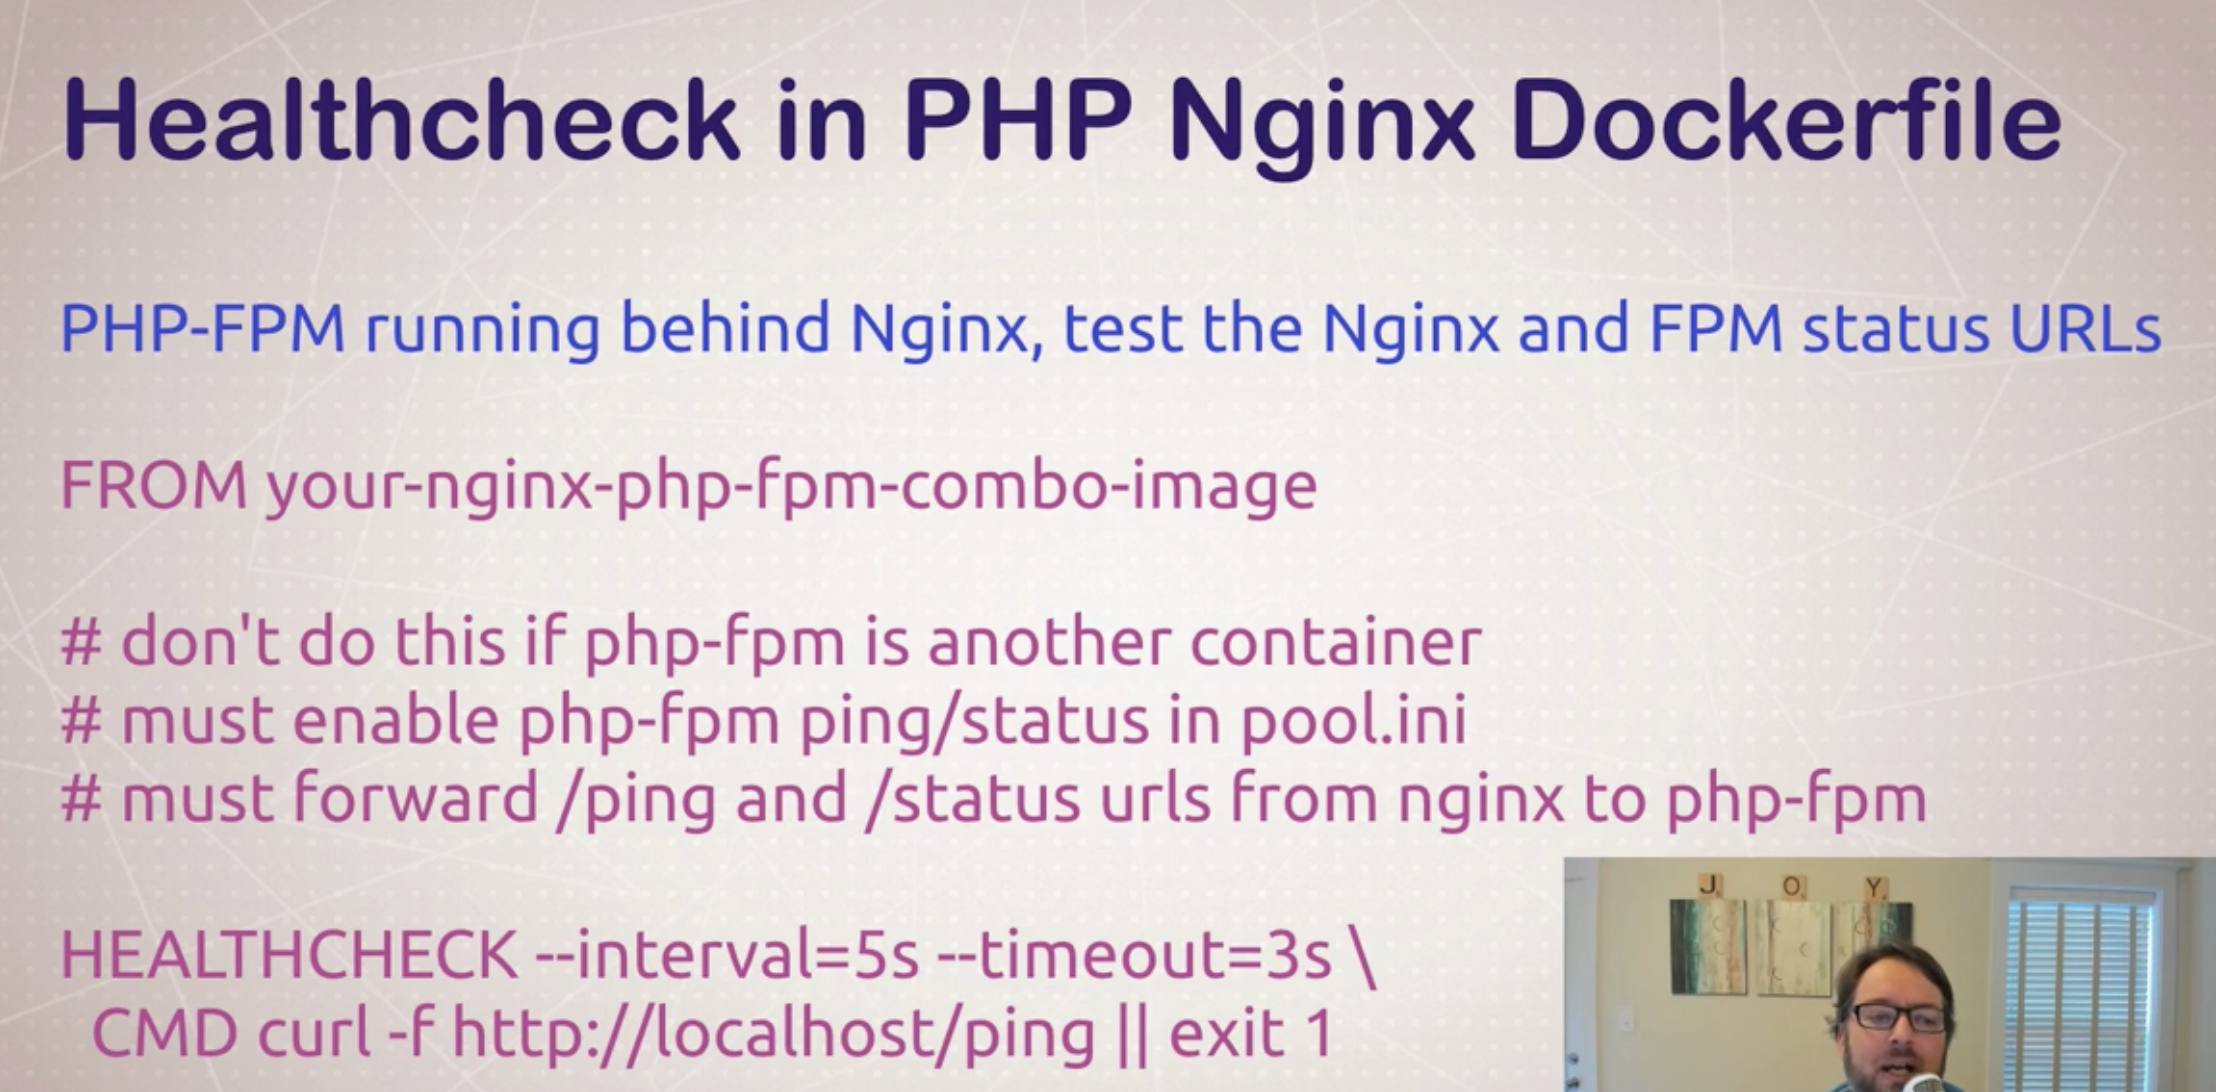 Healthcheck in PHP Nginx Dockerfile
PHP-FPM running behind Nginx, test the Nginx and FPM status URLs
FROM your-nginx-php-fpm-combo-image
# don't do this if php-fpm is another container
# must enable php-fpm ping/status in pool.ini
# must forward /ping and /status urls from nginx to php-fpm
HEALTHCHECK --interval=5s --timeout=3s \
CMD curl -f http://localhost/ping || exit 1
J O Y